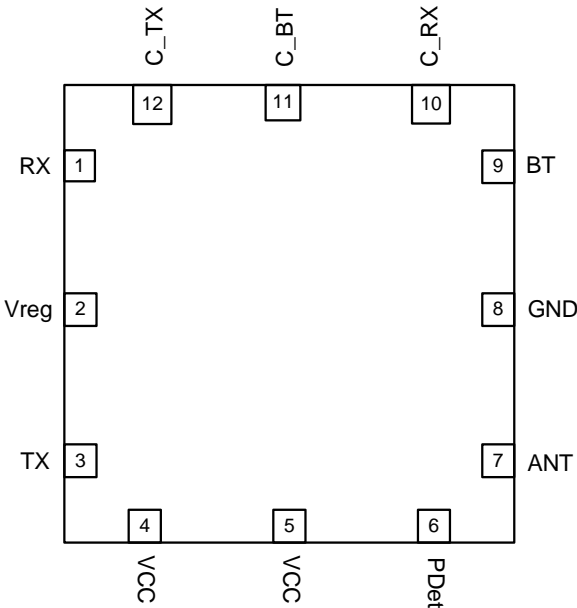 C_TX
C_BT
C_RX
12
11
10
RX
1
9
BT
Vreg
2
8
GND
TX
3
7
ANT
4
5
6
VCC
VCC
PDet